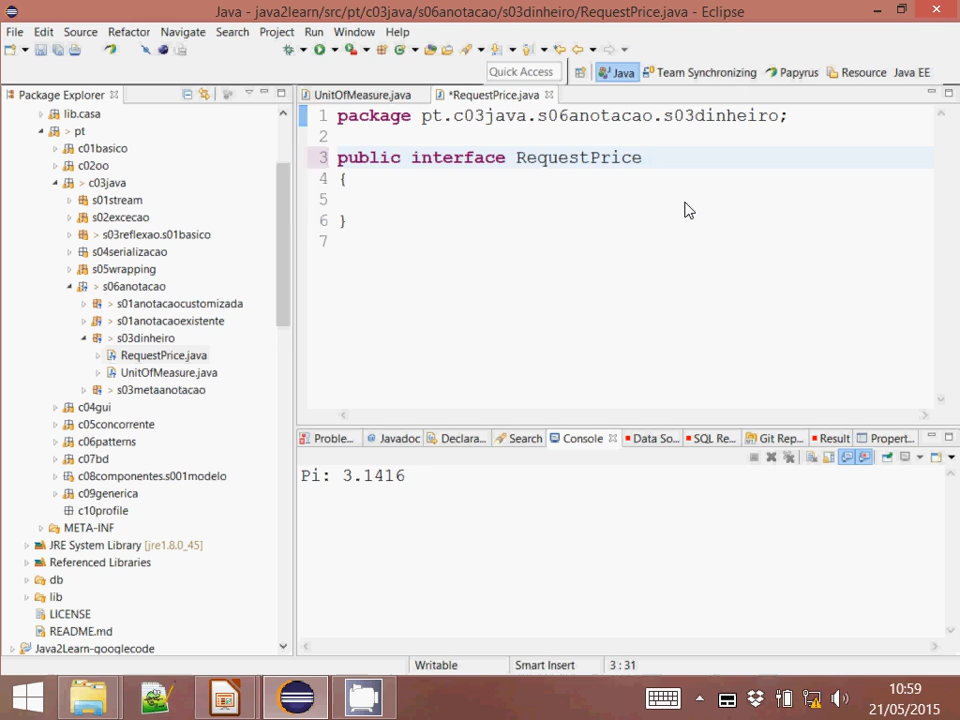 Java - java2learn/src/pt/c03java/s06anotacao/s03dinheiro/RequestPrice.java - Eclipse
File Edit Source Refactor Navigate Search Project Run Window Help
Quick Access Java Team Synchronizing Papyrus Resource Java EE
Package Explorer
UnitOfMeasure.java *RequestPrice.java
lib.casa
> pt
c01basico
c02oo
> c03java
s01stream
s02excecao
> s03reflexao.s01basico
s04serializacao
s05wrapping
> s06anotacao
> s01anotacaocustomizada
> s01anotacaoexistente
> s03dinheiro
RequestPrice.java
UnitOfMeasure.java
> s03metaanotacao
c04gui
c05concorrente
c06patterns
c07bd
c08componentes.s001modelo
c09generica
c10profile
META-INF
JRE System Library [jre1.8.0_45]
Referenced Libraries
db
lib
LICENSE
README.md
Java2Learn-googlecode
1 package pt.c03java.s06anotacao.s03dinheiro;
2
3 public interface RequestPrice
4 {
5
6 }
7
Proble... Javadoc Declara... Search Console Data So... SQL Re... Git Rep... Result Propert...
Pi: 3.1416
Writable Smart Insert 3 : 31
10:59
21/05/2015